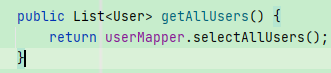 public List<User> getAllUsers() {
    return userMapper.selectAllUsers();
}